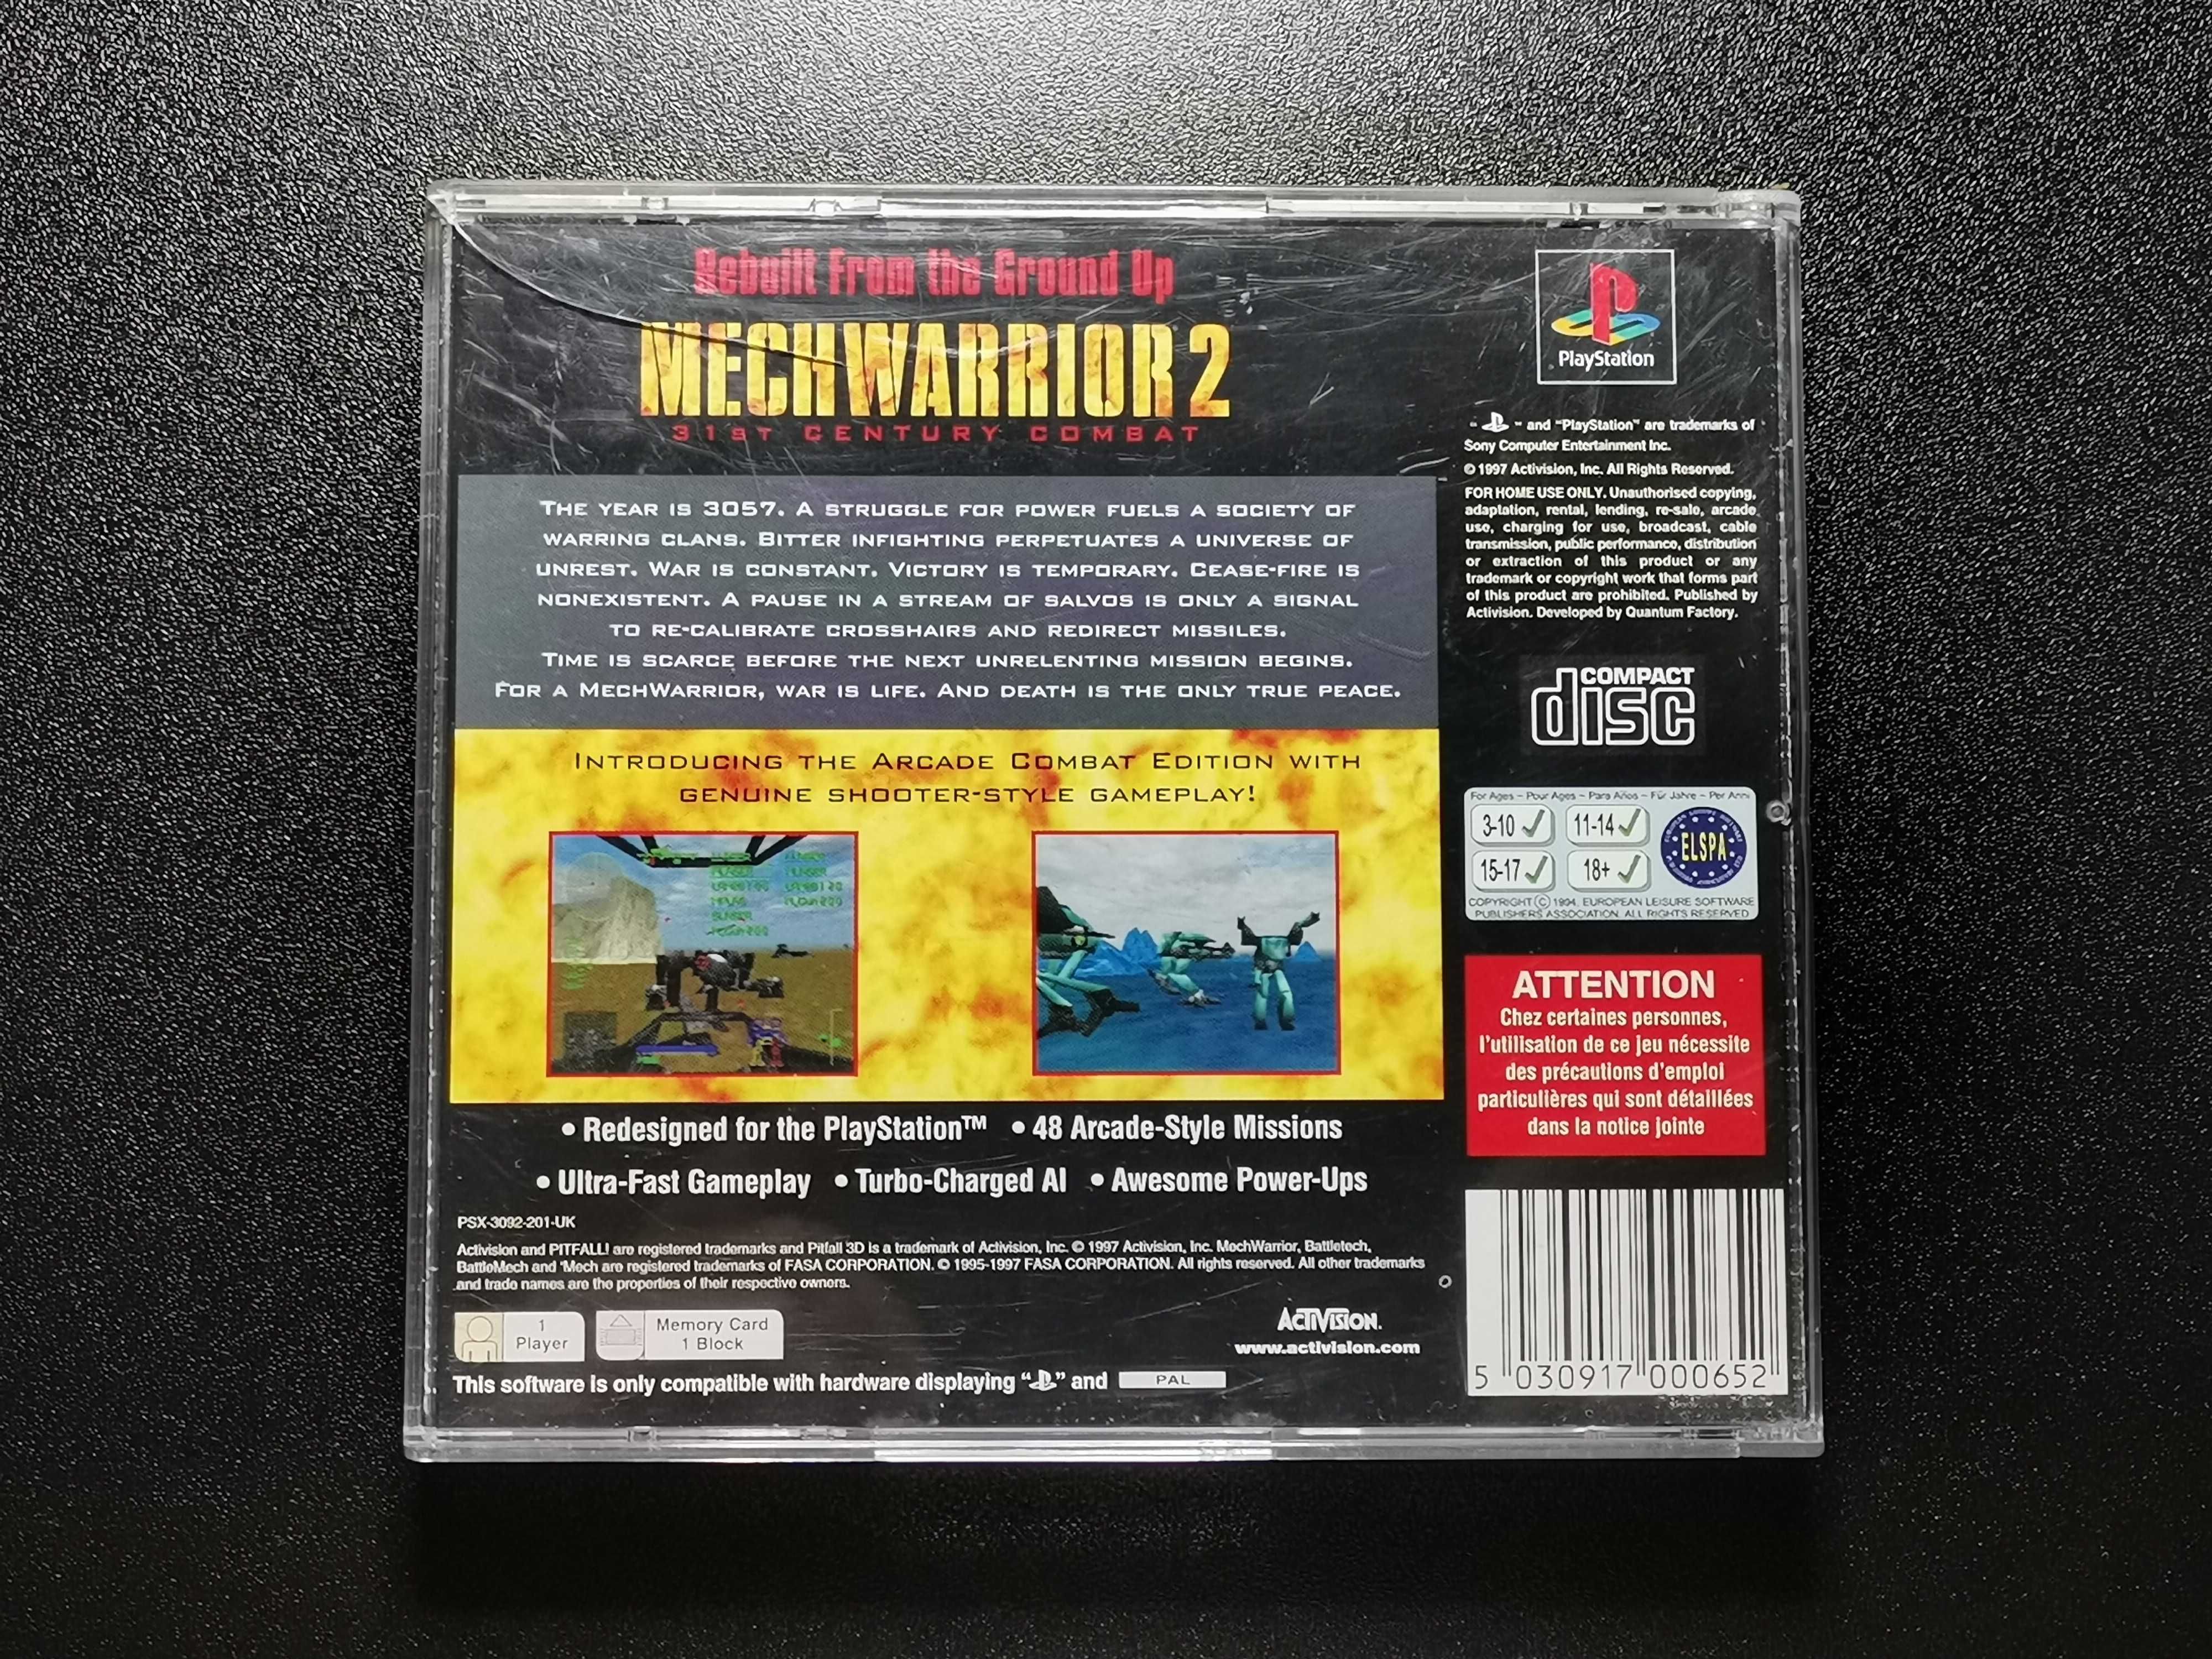 Rebuilt From the Ground Up
MECHWARRIOR 2
31ST CENTURY COMBAT
THE YEAR IS 3057. A STRUGGLE FOR POWER FUELS A SOCIETY OF
WARRING CLANS. BITTER INFIGHTING PERPETUATES A UNIVERSE OF
UNREST. WAR IS CONSTANT. VICTORY IS TEMPORARY. CEASE-FIRE IS
NONEXISTENT. A PAUSE IN A STREAM OF SALVOS IS ONLY A SIGNAL
TO RE-CALIBRATE CROSSHAIRS AND REDIRECT MISSILES.
TIME IS SCARCE BEFORE THE NEXT UNRELENTING MISSION BEGINS.
FOR A MECHWARRIOR, WAR IS LIFE. AND DEATH IS THE ONLY TRUE PEACE.
INTRODUCING THE ARCADE COMBAT EDITION WITH
GENUINE SHOOTER-STYLE GAMEPLAY!
• Redesigned for the PlayStation™ • 48 Arcade-Style Missions
• Ultra-Fast Gameplay • Turbo-Charged AI • Awesome Power-Ups
PSX-3092-201-UK
Activision and PITFALL! are registered trademarks and Pitfall 3D is a trademark of Activision, Inc. © 1997 Activision, Inc. MechWarrior, Battletech,
BattleMech and 'Mech are registered trademarks of FASA CORPORATION. © 1995-1997 FASA CORPORATION. All rights reserved. All other trademarks
and trade names are the properties of their respective owners.
1
Player
Memory Card
1 Block
ACTIVISION.
www.activision.com
This software is only compatible with hardware displaying "PS" and PAL
PlayStation
" " and "PlayStation" are trademarks of
Sony Computer Entertainment Inc.
© 1997 Activision, Inc. All Rights Reserved.
FOR HOME USE ONLY. Unauthorised copying,
adaptation, rental, lending, re-sale, arcade
use, charging for use, broadcast, cable
transmission, public performance, distribution
or extraction of this product or any
trademark or copyright work that forms part
of this product are prohibited. Published by
Activision. Developed by Quantum Factory.
COMPACT
disc
For Ages – Pour Ages – Para Años – Für Jahre – Per Anni
3-10 11-14
15-17 18+
ELSPA
COPYRIGHT © 1994. EUROPEAN LEISURE SOFTWARE
PUBLISHERS ASSOCIATION. ALL RIGHTS RESERVED
ATTENTION
Chez certaines personnes,
l'utilisation de ce jeu nécessite
des précautions d'emploi
particulières qui sont détaillées
dans la notice jointe
5 030917 000652